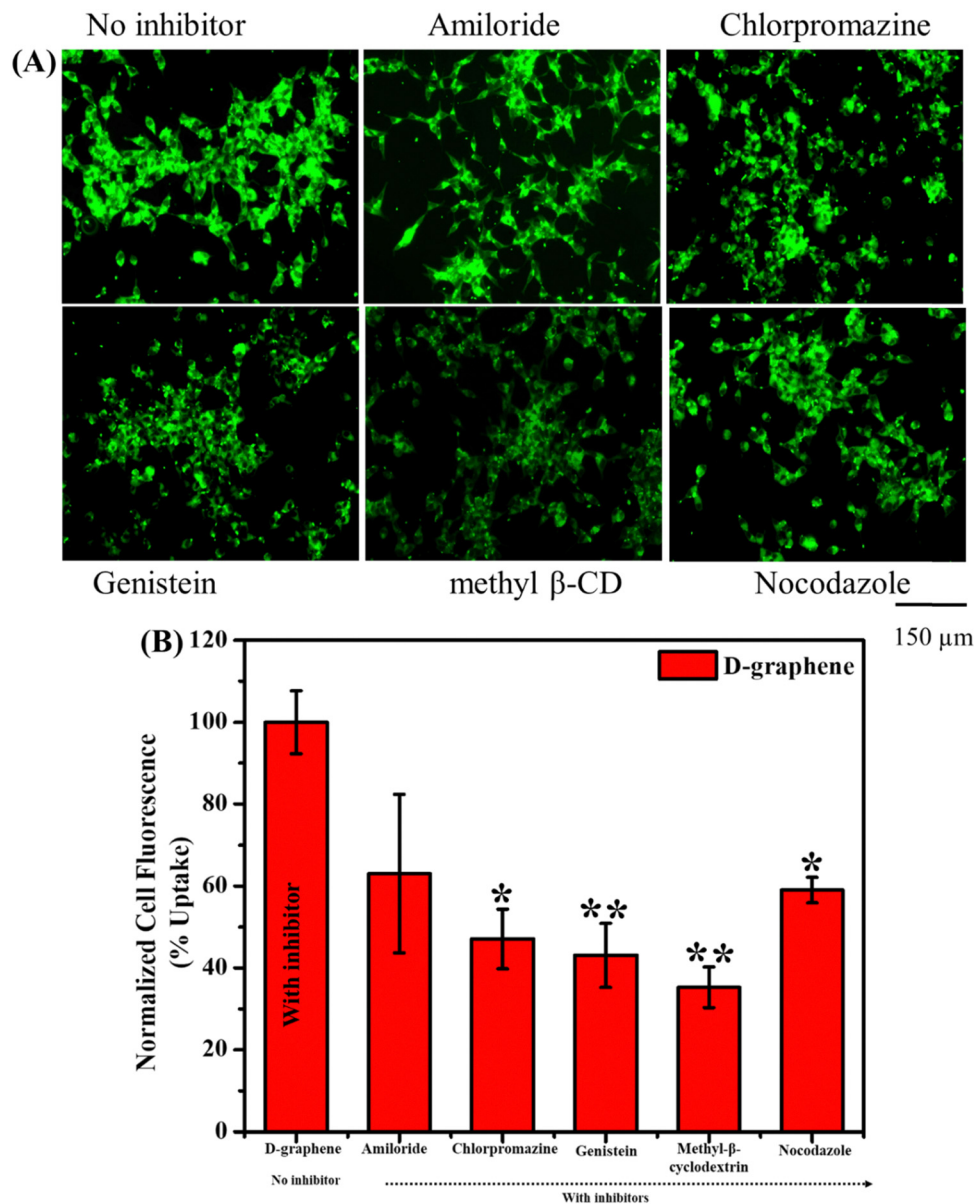 No inhibitor Amiloride Chlorpromazine
(A)
Genistein methyl β-CD Nocodazole
150 µm
(B)
D-graphene
120
100
80
60
40
20
0
Normalized Cell Fluorescence
(% Uptake)
With inhibitor
*
**
**
*
D-graphene Amiloride Chlorpromazine Genistein Methyl-β- Nocodazole
cyclodextrin
No inhibitor
With inhibitors